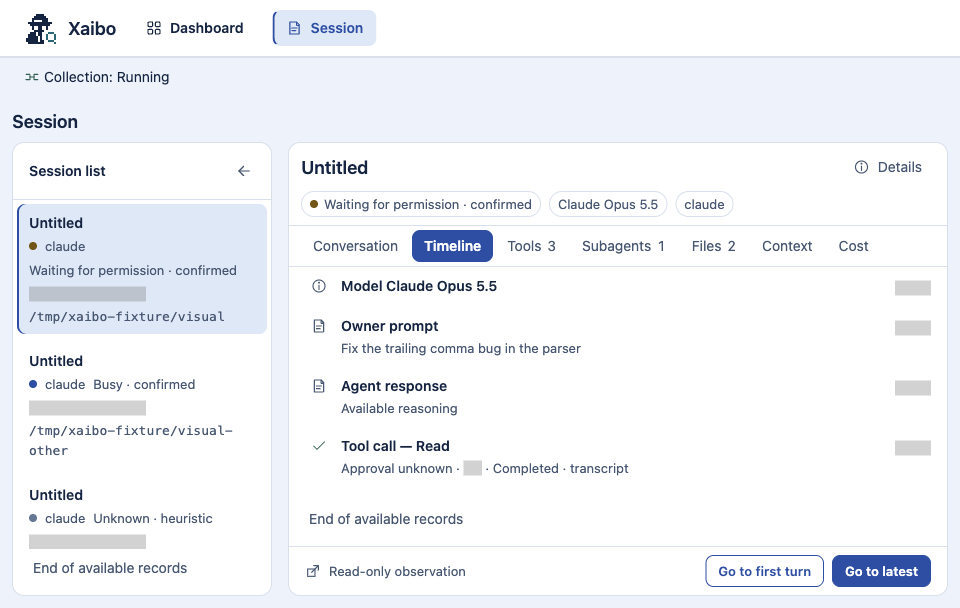 Xaibo
Dashboard
Session
Collection: Running
Session
Session list
Untitled
claude
Waiting for permission · confirmed
/tmp/xaibo-fixture/visual
Untitled
claude Busy · confirmed
/tmp/xaibo-fixture/visual-
other
Untitled
claude Unknown · heuristic
End of available records
Untitled
Details
Waiting for permission · confirmed
Claude Opus 5.5
claude
Conversation
Timeline
Tools 3
Subagents 1
Files 2
Context
Cost
Model Claude Opus 5.5
Owner prompt
Fix the trailing comma bug in the parser
Agent response
Available reasoning
Tool call — Read
Approval unknown · · Completed · transcript
End of available records
Read-only observation
Go to first turn
Go to latest